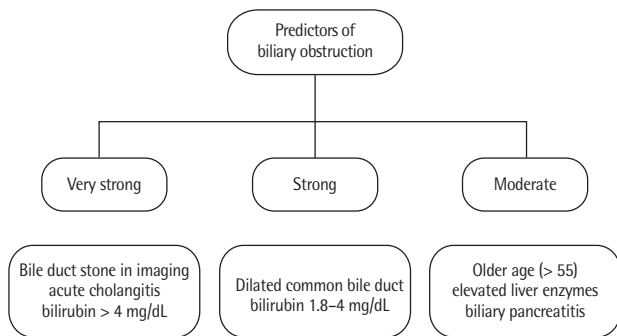 Predictors of
biliary obstruction
Very strong
Strong
Moderate
Bile duct stone in imaging
acute cholangitis
bilirubin > 4 mg/dL
Dilated common bile duct
bilirubin 1.8–4 mg/dL
Older age (> 55)
elevated liver enzymes
biliary pancreatitis